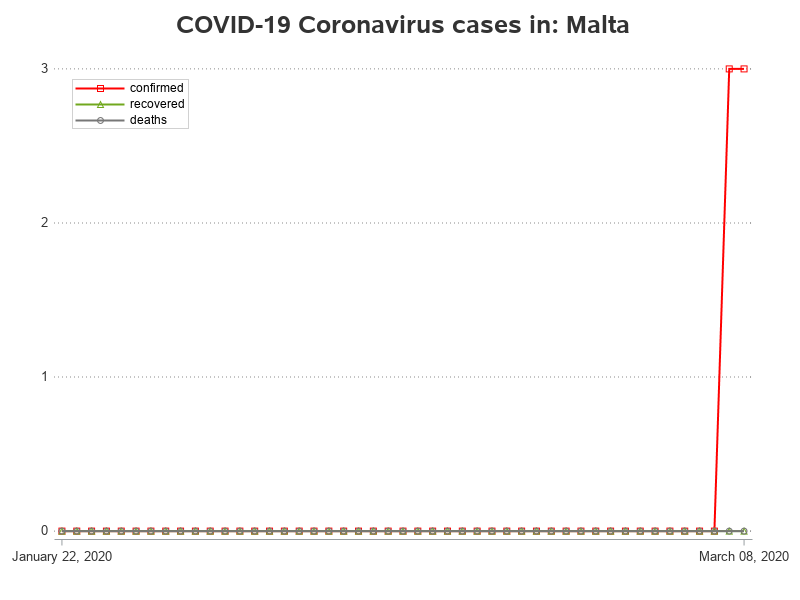 COVID-19 Coronavirus cases in: Malta
3
confirmed
recovered
deaths
2
1
0
January 22, 2020
March 08, 2020